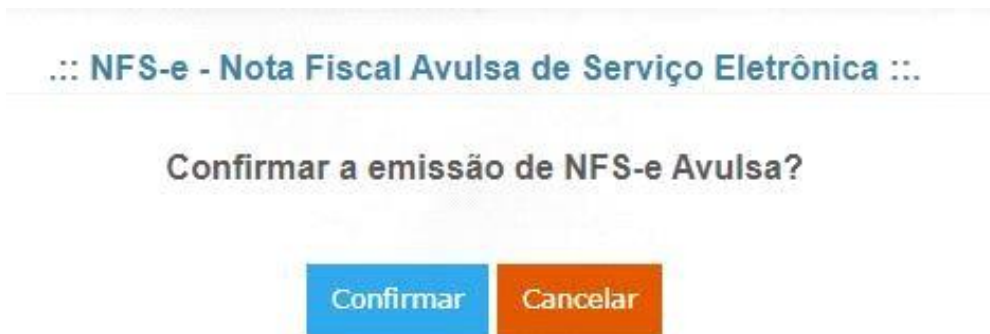 .:: NFS-e - Nota Fiscal Avulsa de Serviço Eletrônica ::.
Confirmar a emissão de NFS-e Avulsa?
Confirmar Cancelar